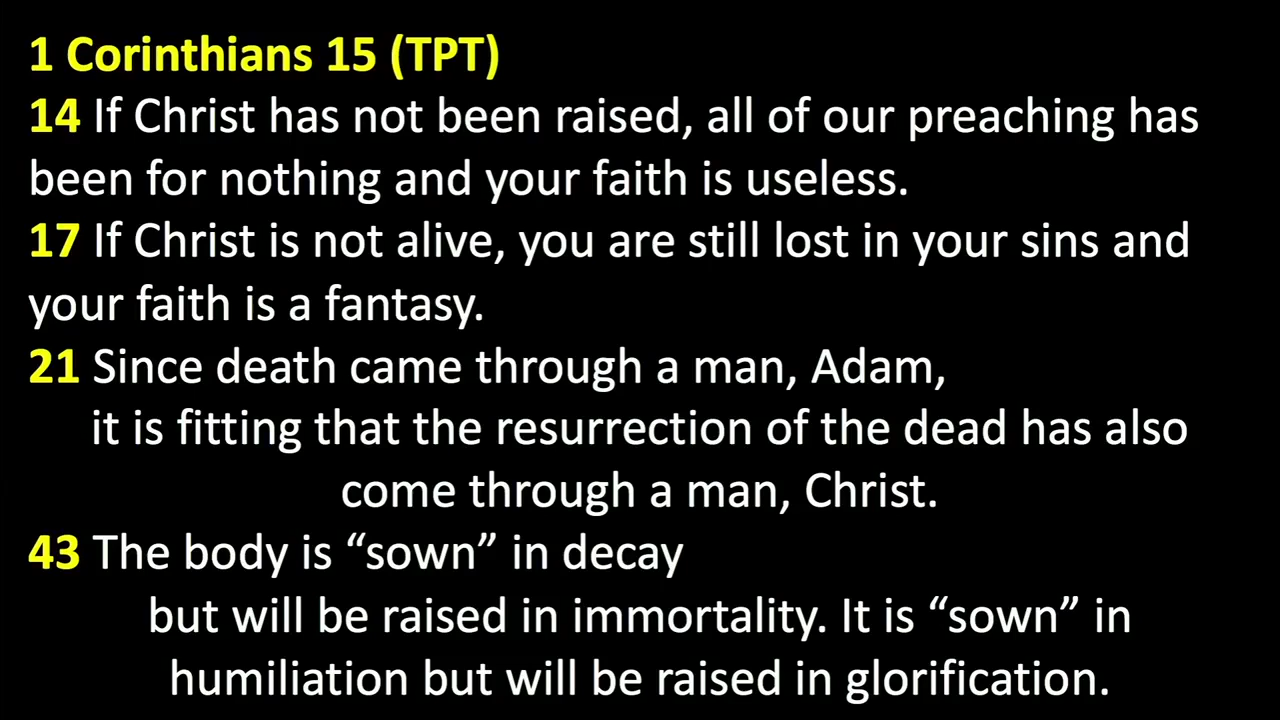 1 Corinthians 15 (TPT)
14 If Christ has not been raised, all of our preaching has
been for nothing and your faith is useless.
17 If Christ is not alive, you are still lost in your sins and
your faith is a fantasy.
21 Since death came through a man, Adam,
it is fitting that the resurrection of the dead has also
come through a man, Christ.
43 The body is “sown” in decay
but will be raised in immortality. It is “sown” in
humiliation but will be raised in glorification.